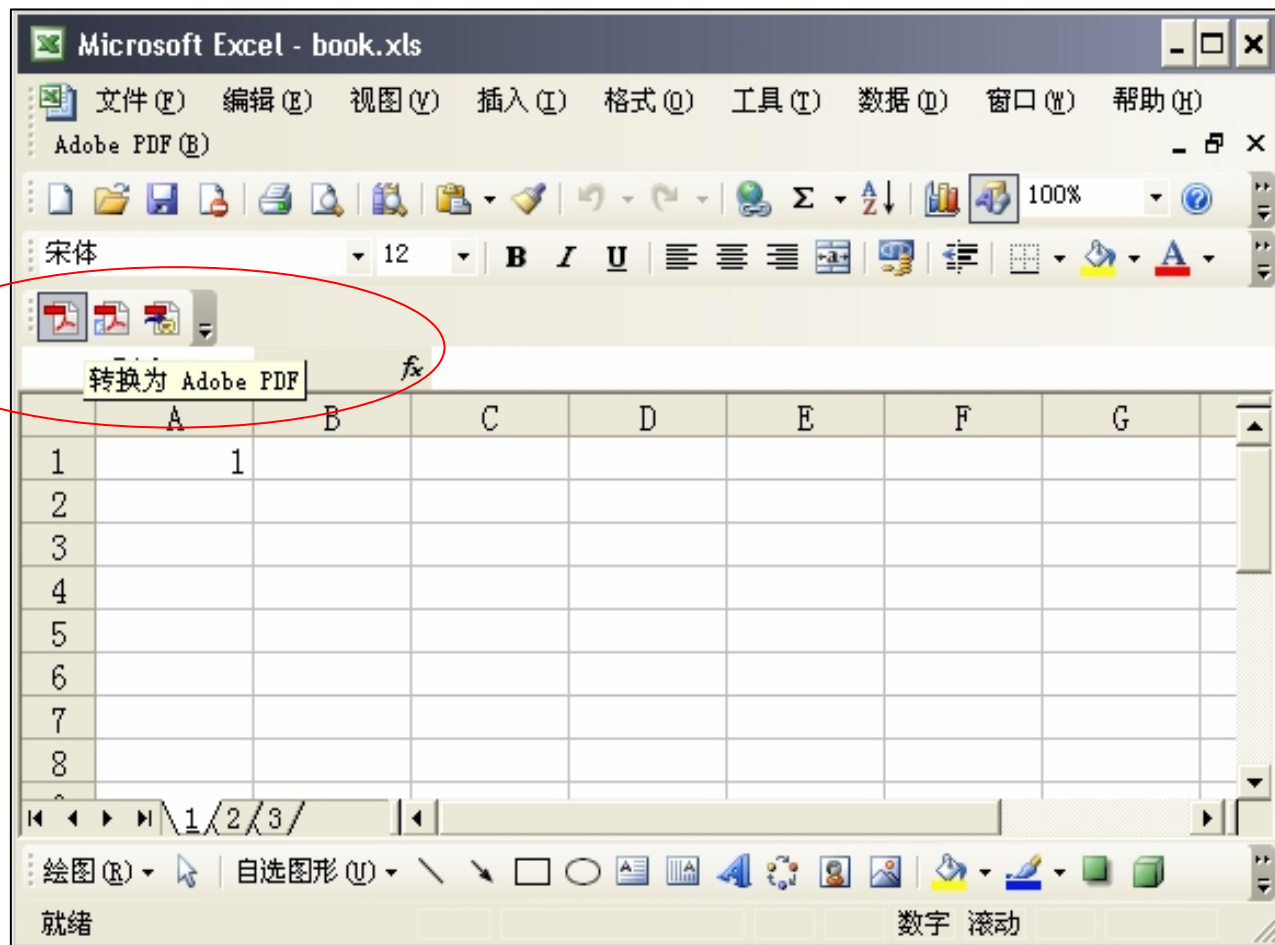 Microsoft Excel - book.xls
文件(F) 编辑(E) 视图(V) 插入(I) 格式(O) 工具(T) 数据(D) 窗口(W) 帮助(H)
Adobe PDF(B)
100%
宋体 12 B I U
转换为 Adobe PDF
fx
A B C D E F G
1 1
2
3
4
5
6
7
8
1 2 3
绘图(R) 自选图形(U)
就绪 数字 滚动